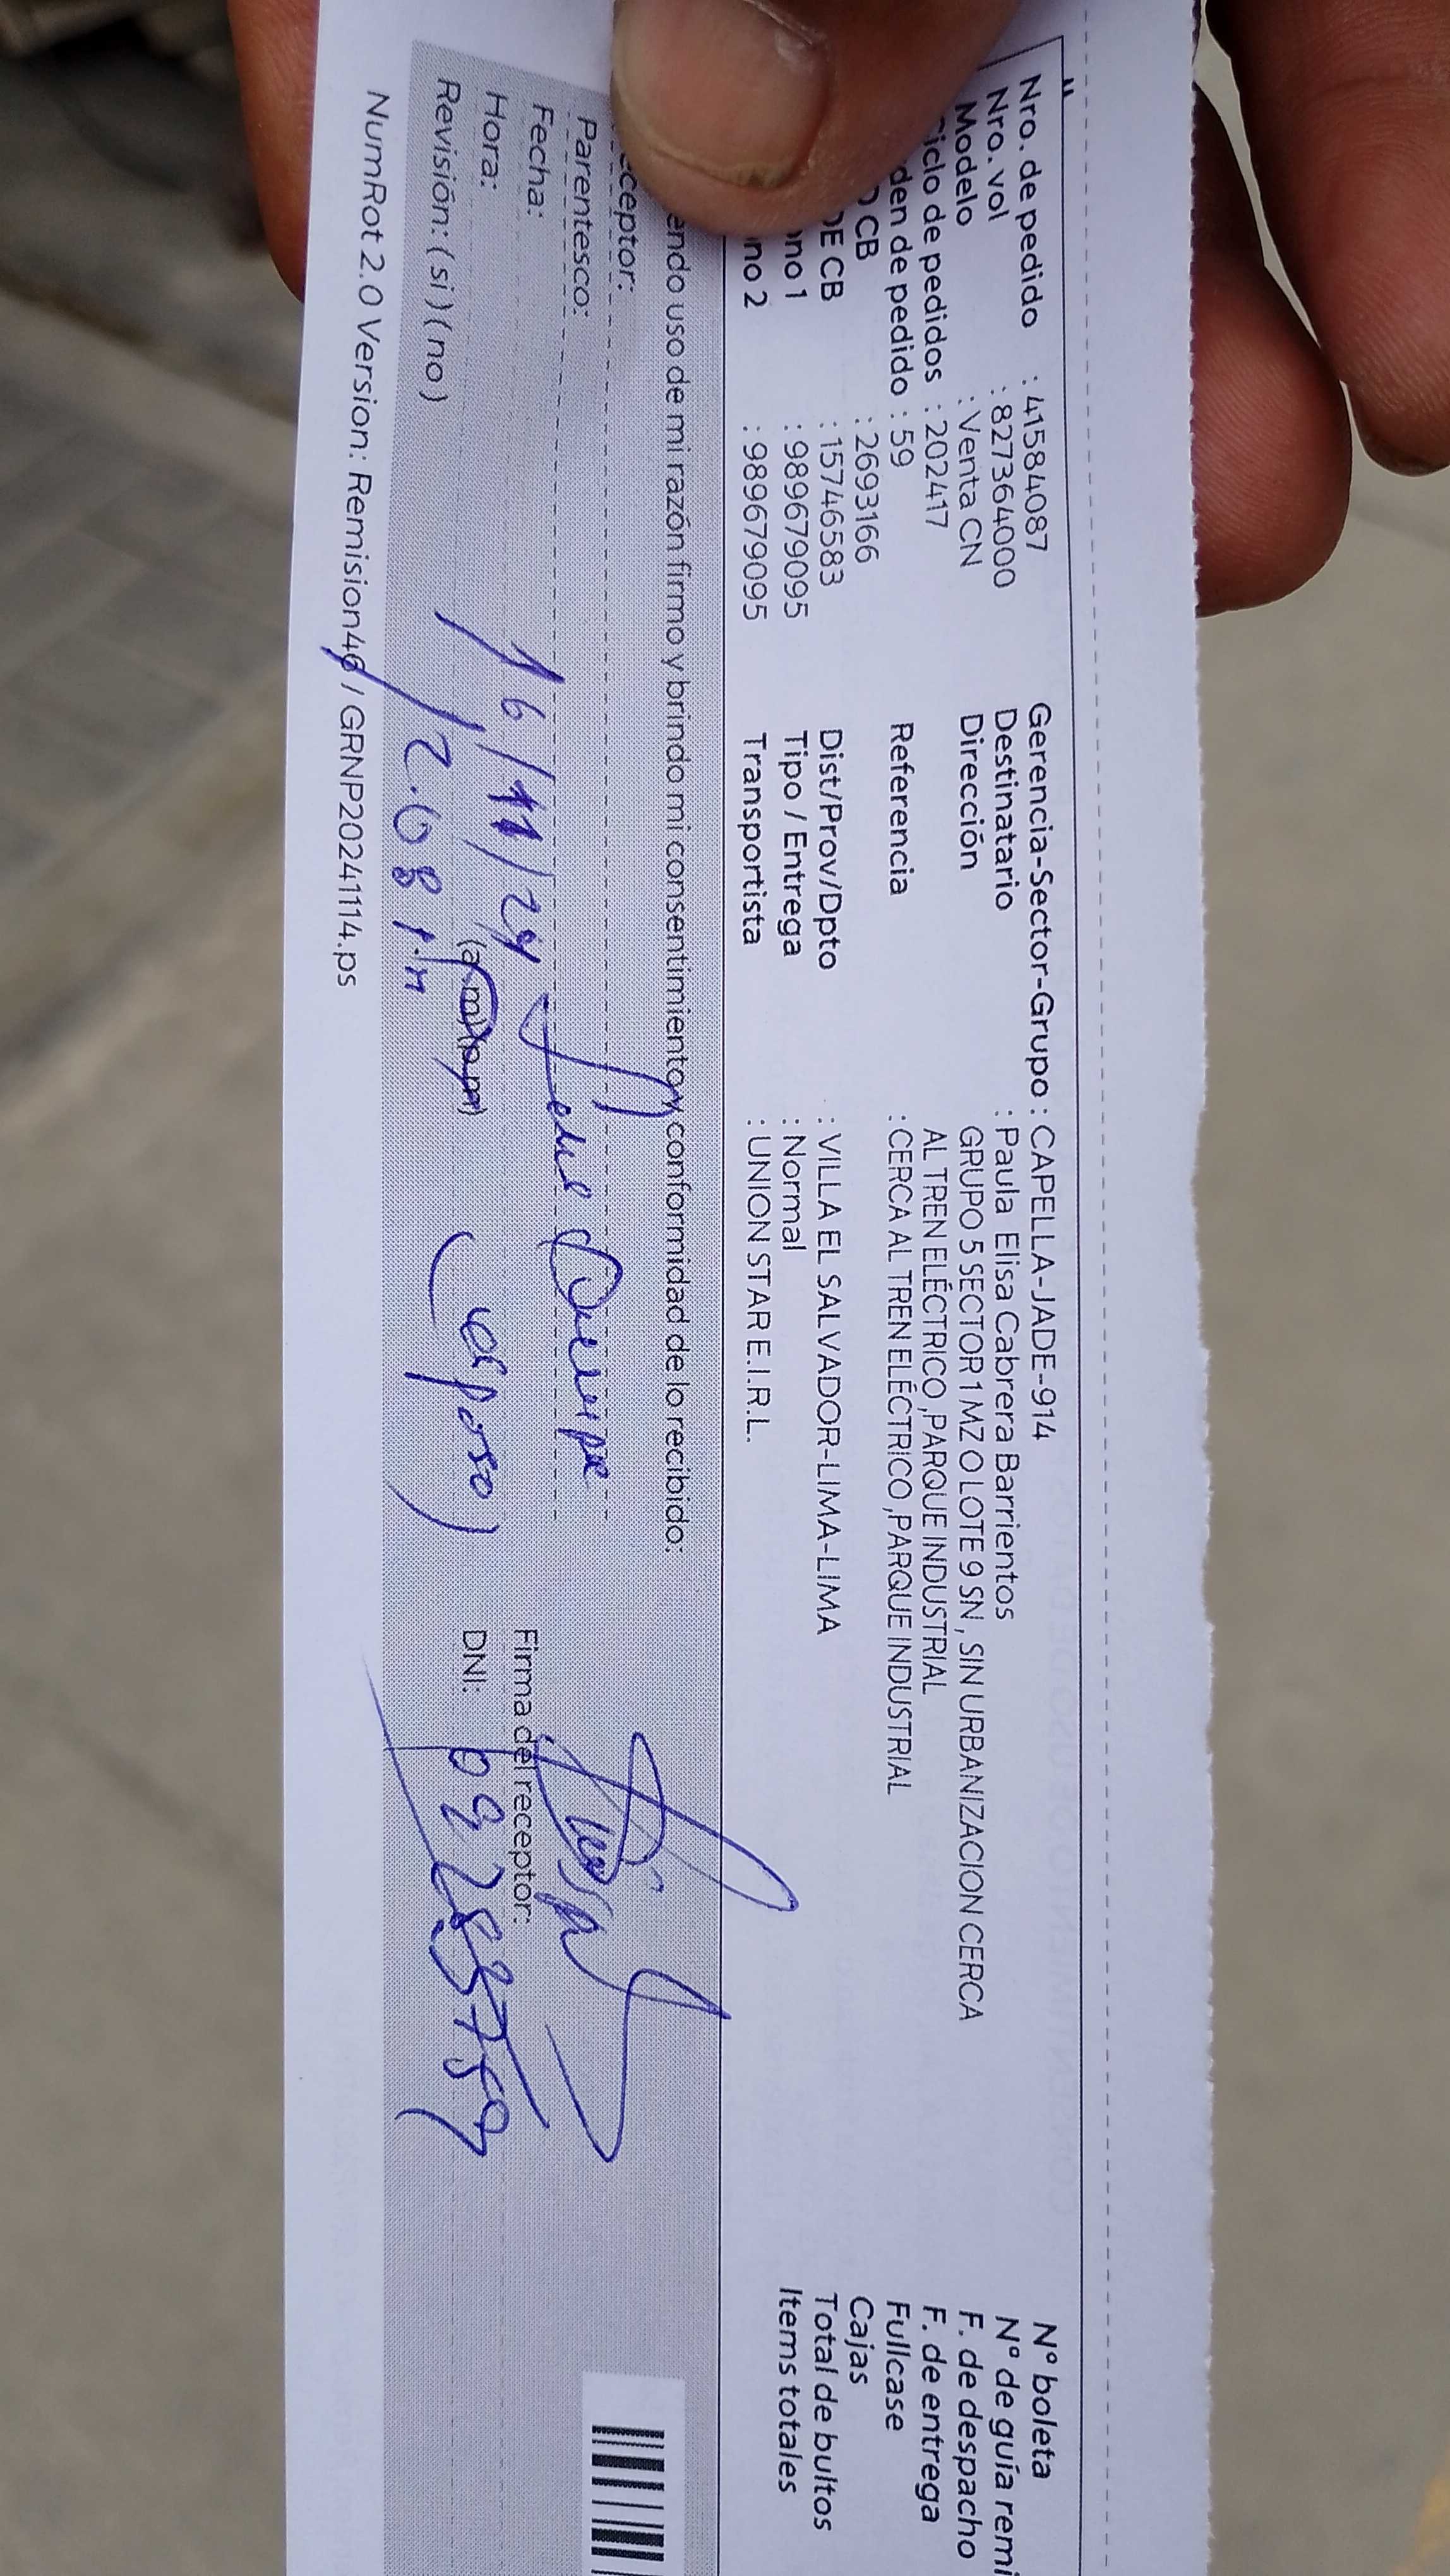 Nro. de pedido : 41584087
Nro. vol : 827364000
Modelo : Venta CN
iclo de pedidos : 202417
den de pedido : 59
CB : 2693166
DE CB : 15746583
ono 1 : 989679095
no 2 : 989679095
Gerencia-Sector-Grupo : CAPELLA-JADE-914
Destinatario : Paula Elisa Cabrera Barrientos
Dirección GRUPO 5 SECTOR 1 MZ O LOTE 9 SN , SIN URBANIZACION CERCA
AL TREN ELÉCTRICO ,PARQUE INDUSTRIAL
Referencia : CERCA AL TREN ELÉCTRICO ,PARQUE INDUSTRIAL
Dist/Prov/Dpto : VILLA EL SALVADOR-LIMA-LIMA
Tipo / Entrega : Normal
Transportista : UNION STAR E.I.R.L.
N° boleta
N° de guía remi
F. de despacho
F. de entrega
Fullcase
Cajas
Total de bultos
Items totales
endo uso de mi razón firmo y brindo mi consentimiento y conformidad de lo recibido:
ceptor:
Parentesco:
Fecha: 16/11/24
Hora: (a.m)(p.m)
12.08 p.m
(esposo)
Revisión: ( si ) ( no )
Firma del receptor:
DNI:
NumRot 2.0 Version: Remision46 / GRNP20241114.ps